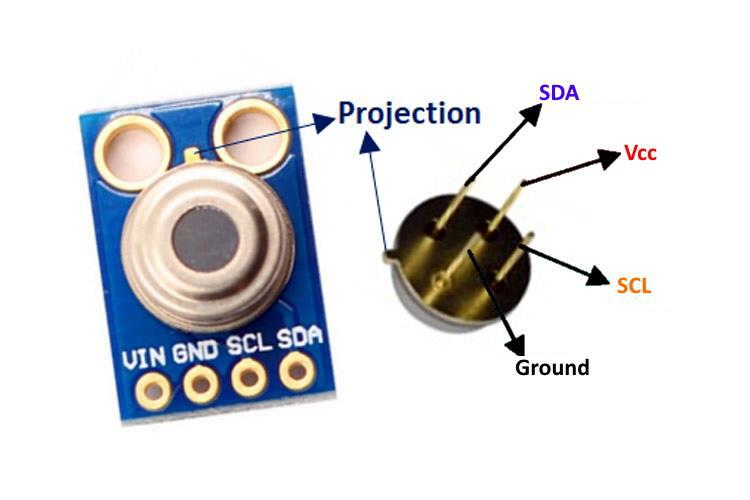 Projection
SDA
Vcc
SCL
Ground
VIN GND SCL SDA